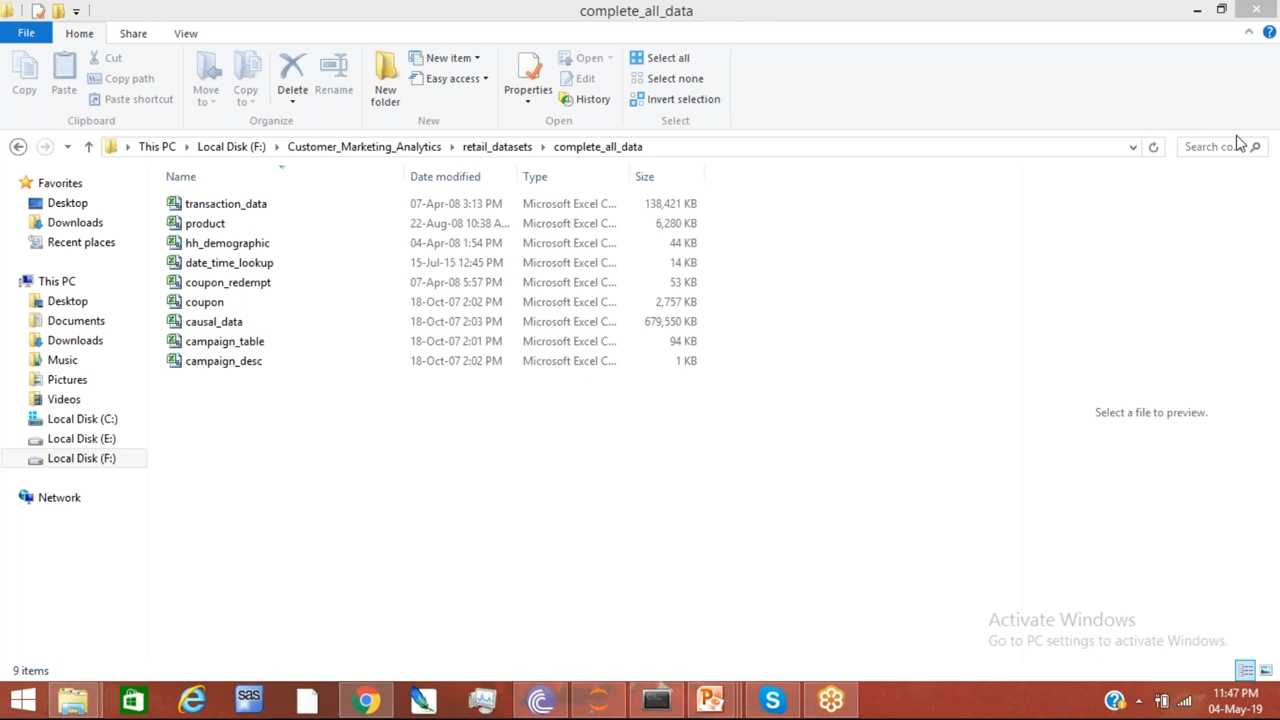 complete_all_data
File Home Share View
Copy
Paste
Cut
Copy path
Paste shortcut
Clipboard
Move to
Copy to
Delete
Rename
Organize
New folder
New item
Easy access
New
Properties
Open
Edit
History
Open
Select all
Select none
Invert selection
Select
This PC Local Disk (F:) Customer_Marketing_Analytics retail_datasets complete_all_data
Search co...
Name Date modified Type Size
transaction_data 07-Apr-08 3:13 PM Microsoft Excel C... 138,421 KB
product 22-Aug-08 10:38 A... Microsoft Excel C... 6,280 KB
hh_demographic 04-Apr-08 1:54 PM Microsoft Excel C... 44 KB
date_time_lookup 15-Jul-15 12:45 PM Microsoft Excel C... 14 KB
coupon_redempt 07-Apr-08 5:57 PM Microsoft Excel C... 53 KB
coupon 18-Oct-07 2:02 PM Microsoft Excel C... 2,757 KB
causal_data 18-Oct-07 2:03 PM Microsoft Excel C... 679,550 KB
campaign_table 18-Oct-07 2:01 PM Microsoft Excel C... 94 KB
campaign_desc 18-Oct-07 2:02 PM Microsoft Excel C... 1 KB
Favorites
Desktop
Downloads
Recent places
This PC
Desktop
Documents
Downloads
Music
Pictures
Videos
Local Disk (C:)
Local Disk (E:)
Local Disk (F:)
Network
Select a file to preview.
Activate Windows
Go to PC settings to activate Windows.
9 items
sas
11:47 PM
04-May-19